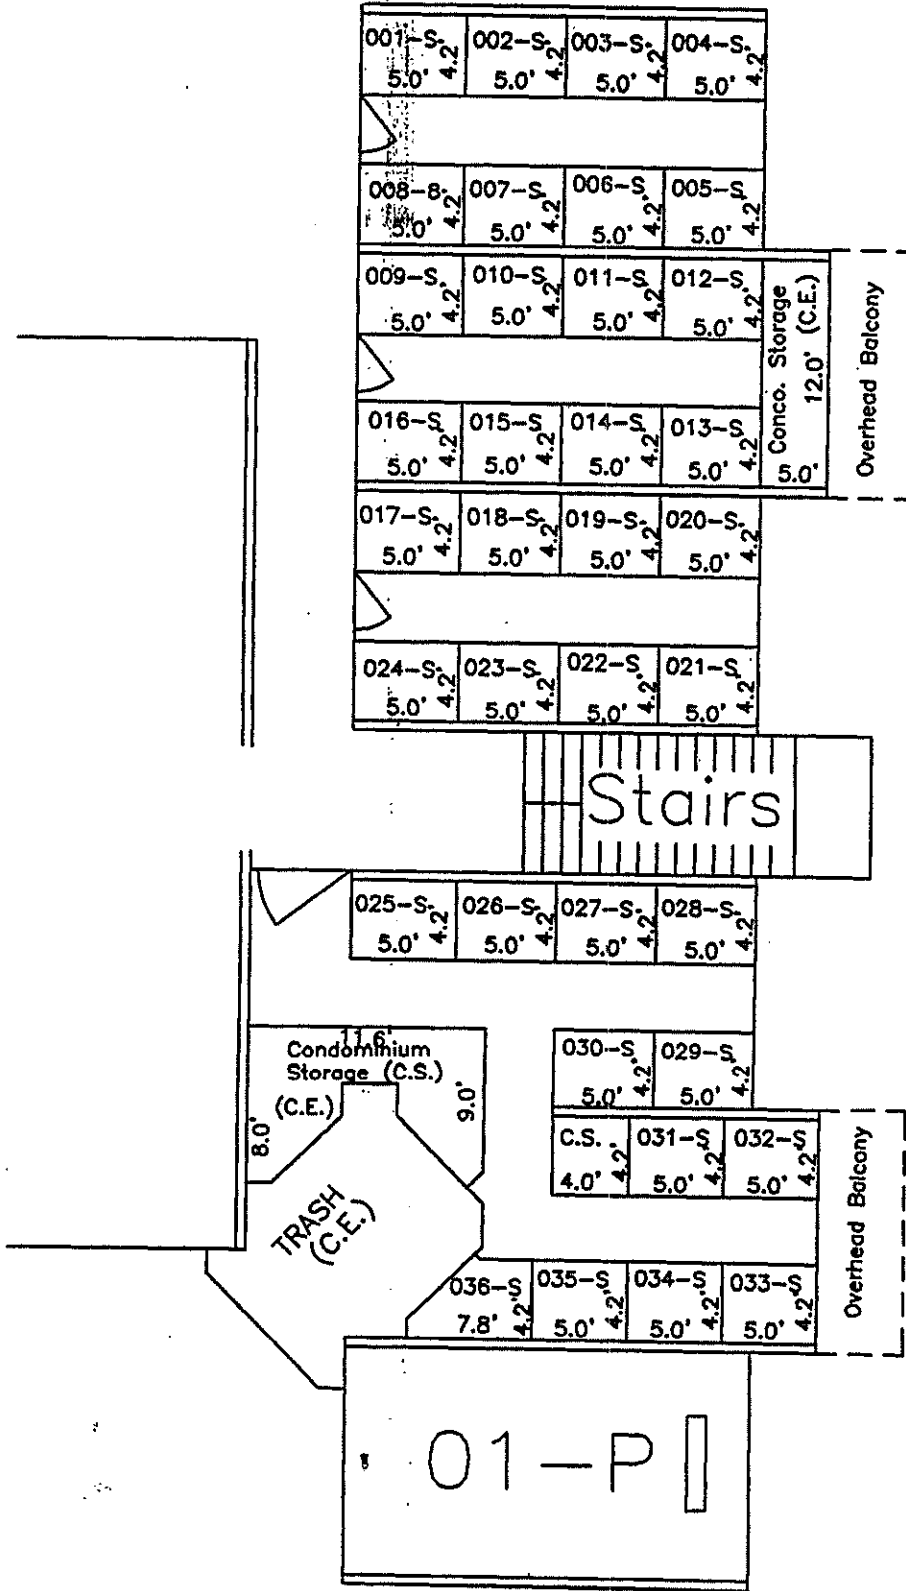 001-S 002-S 003-S 004-S
5.0' 4.2' 5.0' 4.2' 5.0' 4.2' 5.0' 4.2'
008-8 007-S 006-S 005-S
5.0' 4.2' 5.0' 4.2' 5.0' 4.2' 5.0' 4.2'
009-S 010-S 011-S 012-S
5.0' 4.2' 5.0' 4.2' 5.0' 4.2' 5.0' 4.2'
Conco. Storage
12.0' (C.E.)
5.0'
Overhead Balcony
016-S 015-S 014-S 013-S
5.0' 4.2' 5.0' 4.2' 5.0' 4.2' 5.0' 4.2'
017-S 018-S 019-S 020-S
5.0' 4.2' 5.0' 4.2' 5.0' 4.2' 5.0' 4.2'
024-S 023-S 022-S 021-S
5.0' 4.2' 5.0' 4.2' 5.0' 4.2' 5.0' 4.2'
Stairs
025-S 026-S 027-S 028-S
5.0' 4.2' 5.0' 4.2' 5.0' 4.2' 5.0' 4.2'
11.6'
Condominium
Storage (C.S.)
(C.E.)
8.0'
9.0'
030-S 029-S
5.0' 4.2' 5.0' 4.2'
C.S. 031-S 032-S
4.0' 4.2' 5.0' 4.2' 5.0' 4.2'
TRASH
(C.E.)
Overhead Balcony
036-S 035-S 034-S 033-S
7.8' 4.2' 5.0' 4.2' 5.0' 4.2' 5.0' 4.2'
01-P